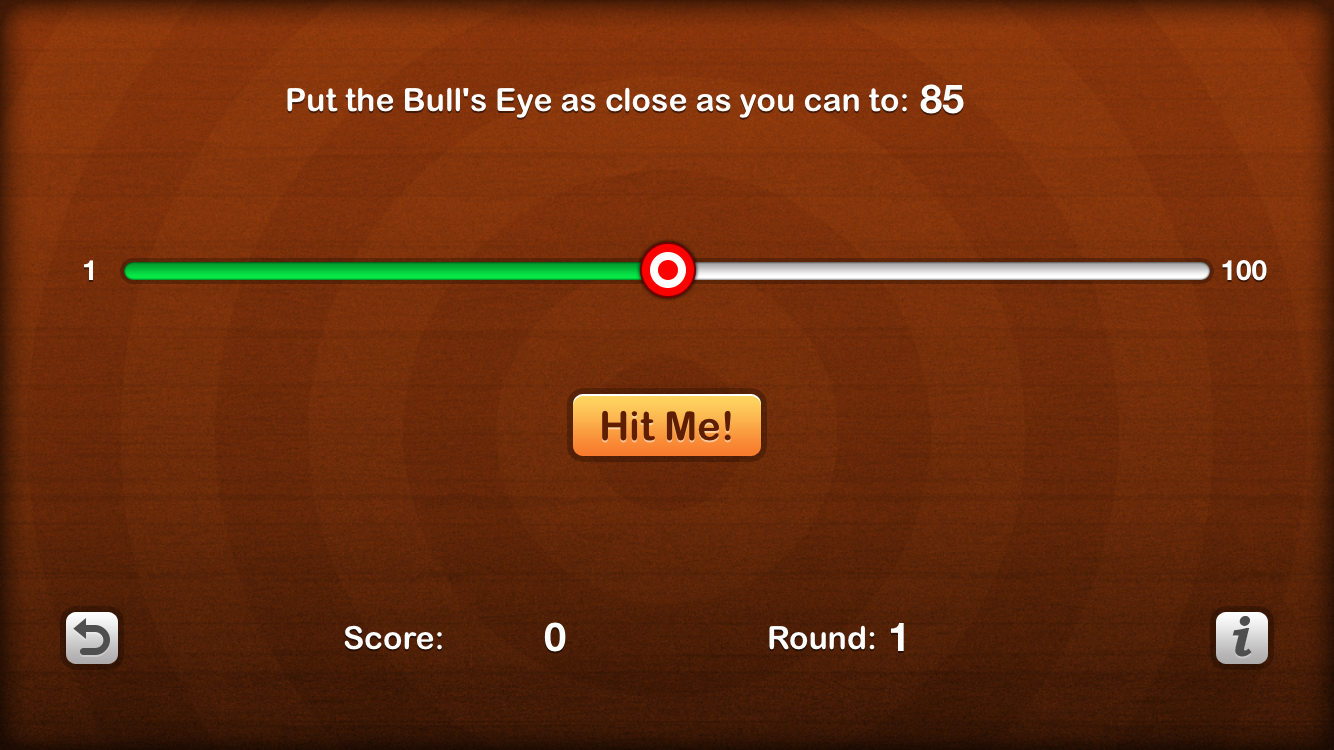 Put the Bull's Eye as close as you can to: 85
1 100
Hit Me!
Score: 0 Round: 1
i